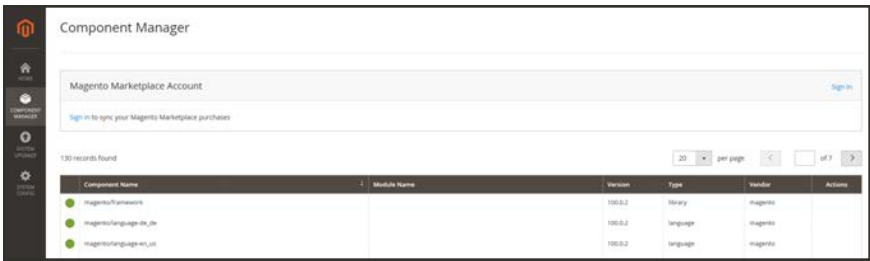 Component Manager
HOME
Magento Marketplace Account
Sign In
COMPONENT
MANAGER
Sign in to sync your Magento Marketplace purchases
SYSTEM
UPGRADE
130 records found
20 per page
of 7
SYSTEM
CONFIG
Component Name Module Name Version Type Vendor Actions
magento/framework 100.0.2 library magento
magento/language-de_de 100.0.2 language magento
magento/language-en_us 100.0.2 language magento